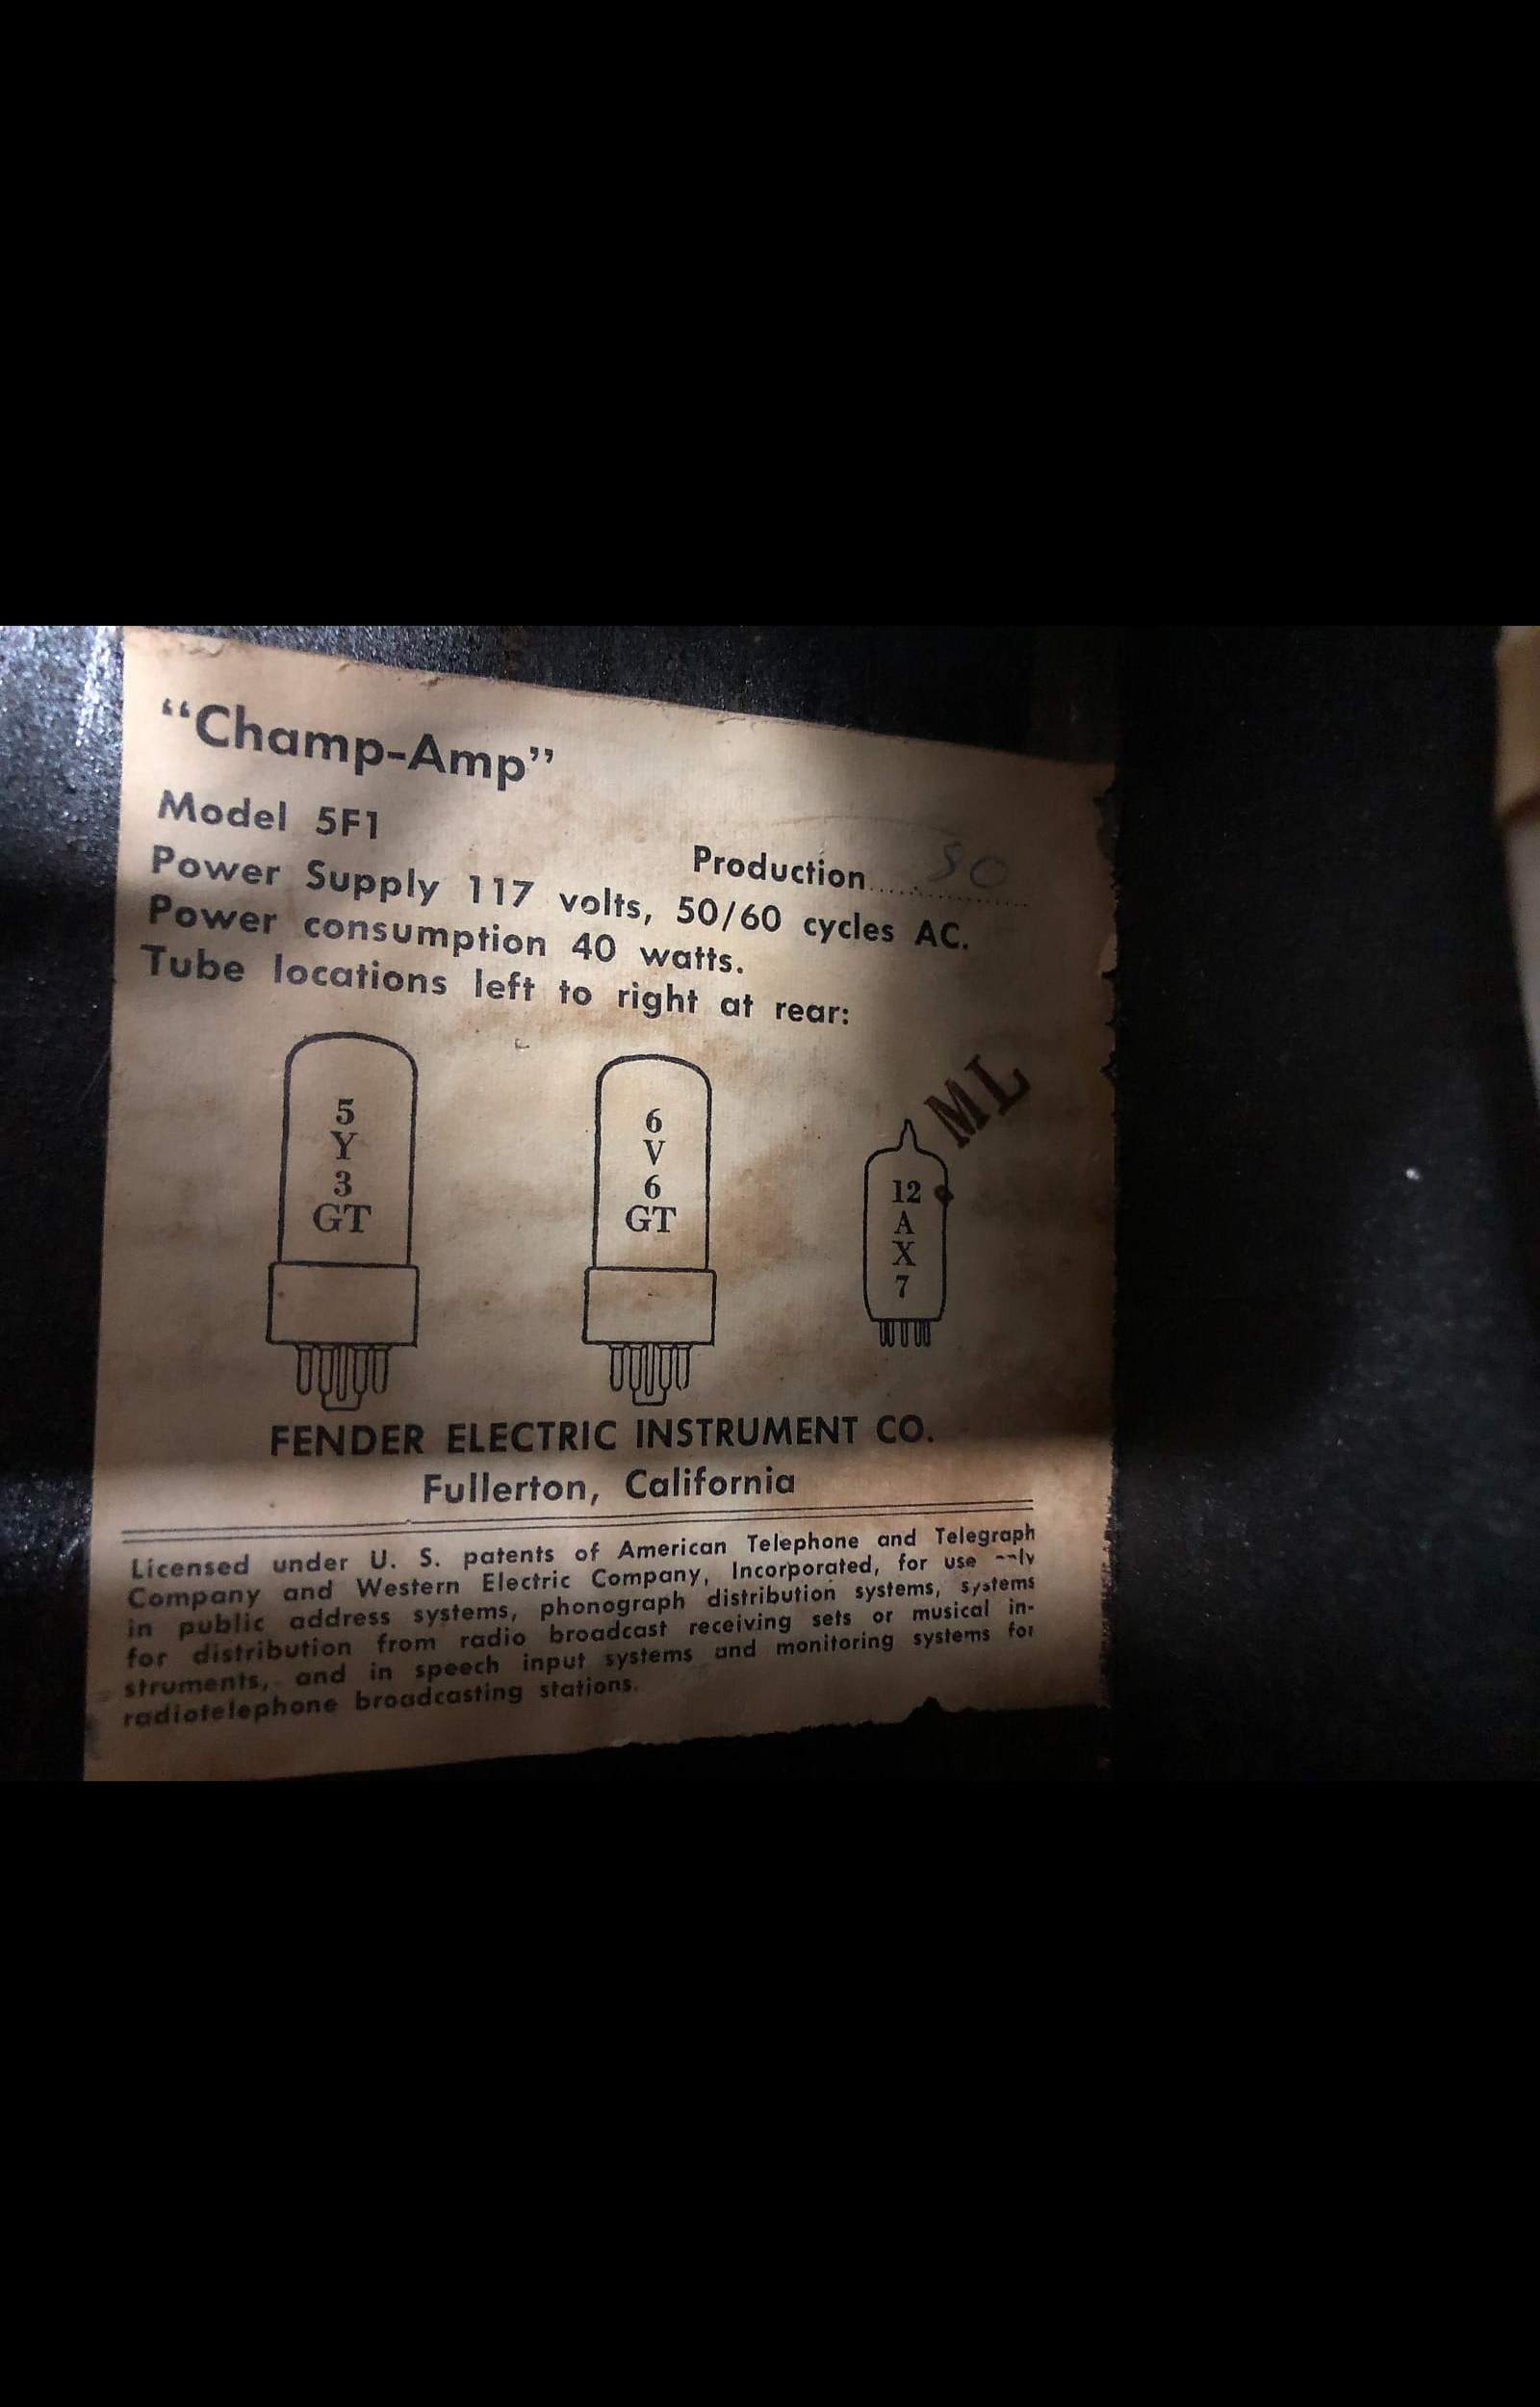 “Champ-Amp”
Model 5F1
Production............
Power Supply 117 volts, 50/60 cycles AC.
Power consumption 40 watts.
Tube locations left to right at rear:
5
Y
3
GT
6
V
6
GT
12
A
X
7
ML
FENDER ELECTRIC INSTRUMENT CO.
Fullerton, California
Licensed under U. S. patents of American Telephone and Telegraph
Company and Western Electric Company, Incorporated, for use
in public address systems, phonograph distribution systems, systems
for distribution from radio broadcast receiving sets or musical in-
struments, and in speech input systems and monitoring systems for
radiotelephone broadcasting stations.